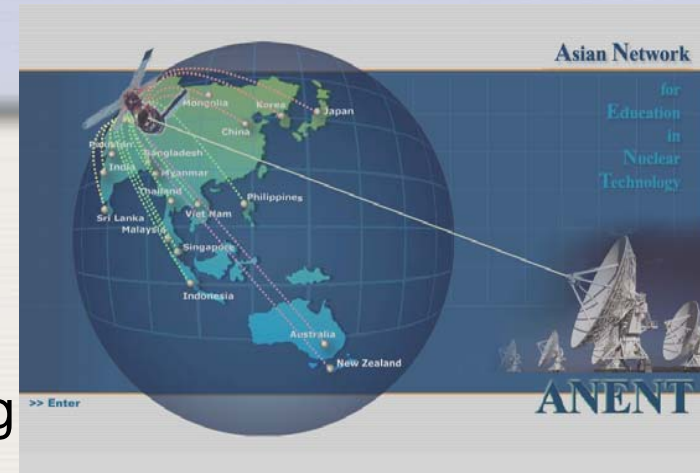 Asian Network
for
Education
in
Nuclear
Technology
Mongolia
Korea
Japan
China
Pakistan
Bangladesh
India
Myanmar
Thailand
Philippines
Sri Lanka
Viet Nam
Malaysia
Singapore
Indonesia
Australia
New Zealand
ANENT
>> Enter
g